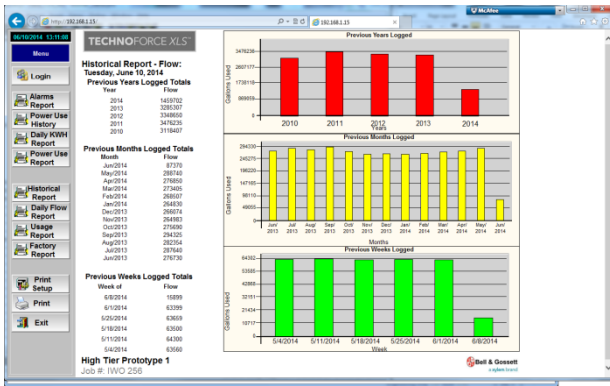 McAfee
http://192.168.1.15
192.168.1.15
06/10/2014 13:11:08
Menu
Login
Alarms
Report
Power Use
History
Daily KWH
Report
Power Use
Report
Historical
Report
Daily Flow
Report
Usage
Report
Factory
Report
Print
Setup
Print
Exit
TECHNOFORCE XLS™
Historical Report - Flow:
Tuesday, June 10, 2014
Previous Years Logged Totals
Year Flow
2014 1459702
2013 3285307
2012 3348650
2011 3476235
2010 3118407
Previous Months Logged Totals
Month Flow
Jun/2014 87370
May/2014 288740
Apr/2014 276850
Mar/2014 273405
Feb/2014 268507
Jan/2014 264830
Dec/2013 266074
Nov/2013 264983
Oct/2013 275690
Sep/2013 294325
Aug/2013 282354
Jul/2013 287640
Jun/2013 276730
Previous Weeks Logged Totals
Week of Flow
6/8/2014 15899
6/1/2014 63399
5/25/2014 63659
5/18/2014 63500
5/11/2014 64300
5/4/2014 63560
High Tier Prototype 1
Job #: IWO 256
Previous Years Logged
Gallons Used
3476236
2607177
1738118
869059
0
2010 2011 2012 2013 2014
Years
Previous Months Logged
Gallons Used
294330
245275
196220
147165
98110
49055
0
Jun/ Jul/ Aug/ Sep/ Oct/ Nov/ Dec/ Jan/ Feb/ Mar/ Apr/ May/ Jun/
2013 2013 2013 2013 2013 2013 2013 2014 2014 2014 2014 2014 2014
Months
Previous Weeks Logged
Gallons Used
64302
53585
42868
32151
21434
10717
0
5/4/2014 5/11/2014 5/18/2014 5/25/2014 6/1/2014 6/8/2014
Week
Bell & Gossett
a xylem brand